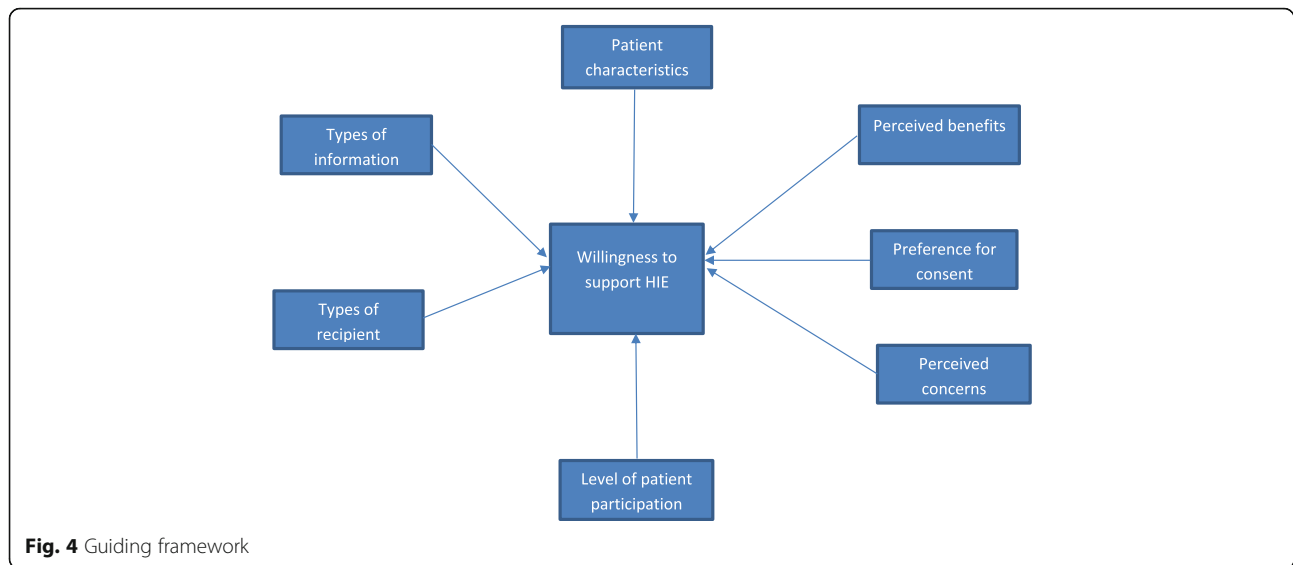 Patient
characteristics
Types of
information
Perceived benefits
Willingness to
support HIE
Preference for
consent
Types of
recipient
Perceived
concerns
Level of patient
participation
Fig. 4 Guiding framework